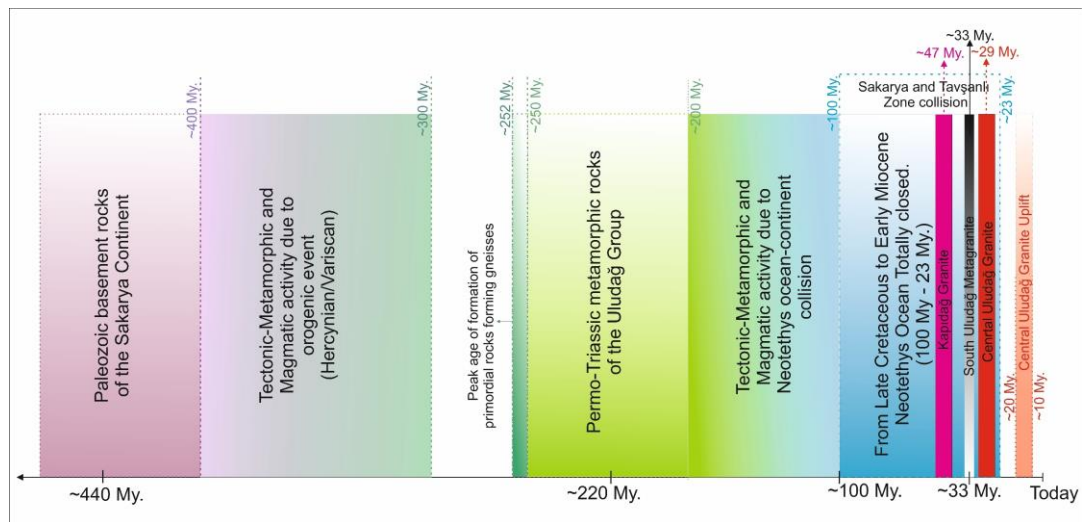 ~33 My.
~47 My.
~29 My.
Sakarya and Tavşanlı
Zone collision
~400 My.
~300 My.
~252 My.
~250 My.
~200 My.
~100 My.
~23 My.
Paleozoic basement rocks
of the Sakarya Continent
Tectonic-Metamorphic and
Magmatic activity due to
orogenic event
(Hercynian/Variscan)
Peak age of formation of
primordial rocks forming gneisses
Permo-Triassic metamorphic rocks
of the Uludağ Group
Tectonic-Metamorphic and
Magmatic activity due to
Neotethys ocean-continent
collision
From Late Cretaceous to Early Miocene
Neotethys Ocean Totally closed.
(100 My - 23 My.)
Kapıdağ Granite
South Uludağ Metagranite
Cenrtal Uludağ Granite
Central Uludağ Granite Uplift
~20 My.
~10 My.
~440 My.
~220 My.
~100 My.
~33 My.
Today